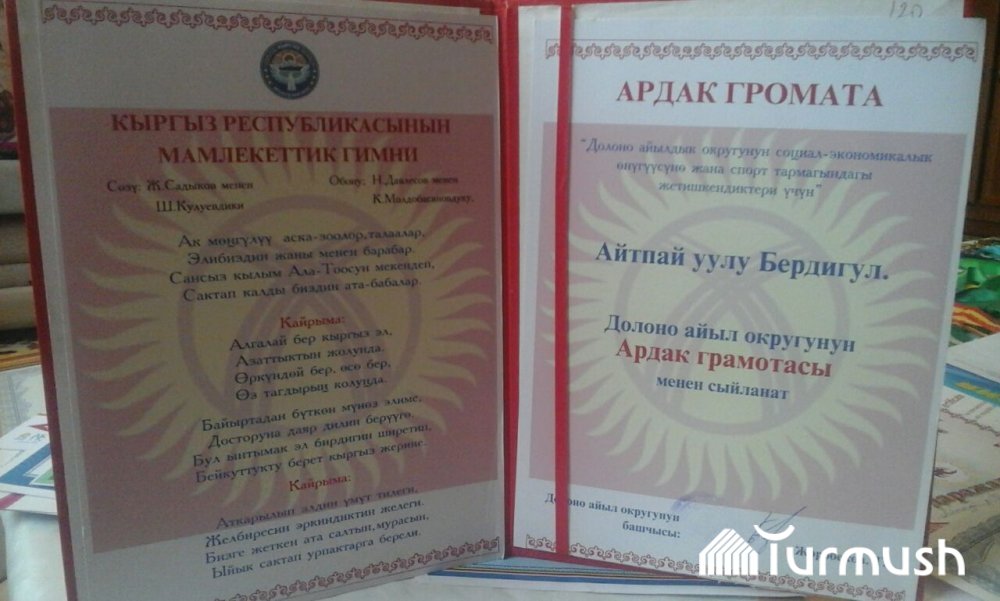 КЫРГЫЗ РЕСПУБЛИКАСЫНЫН
МАМЛЕКЕТТИК ГИМНИ
Сөзү: Ж.Садыков менен
Ш.Кулуевдики
Обону: Н.Давлесов менен
К.Молдобасановдуку.
Ак мөңгүлүү аска-зоолор,талаалар,
Элибиздин жаны менен барабар.
Сансыз кылым Ала-Тоосун мекендеп,
Сактап калды биздин ата-бабалар.
Кайрыма:
Алгалай бер кыргыз эл,
Азаттыктын жолунда.
Өркүндөй бер, өсө бер,
Өз тагдырың колуңда.
Байыртадан бүткөн мүнөз элиме,
Досторуна даяр дилин берүүгө.
Бул ынтымак эл бирдигин ширетип,
Бейкуттукту берет кыргыз жерине.
Кайрыма:
Аткарылып элдин үмүт тилеги,
Желбиресин эркиндиктин желеги.
Бизге жеткен ата салтын,мурасын,
Ыйык сактап урпактарга берели.
120
АРДАК ГРОМАТА
"Долоно айылдык округунун социал-экономикалык
өнүгүүсүнө жана спорт тармагындагы
жетишкендиктери үчүн"
Айтпай уулу Бердигул.
Долоно айыл округунун
Ардак грамотасы
менен сыйланат
Долоно айыл округунун
башчысы:
Turmush